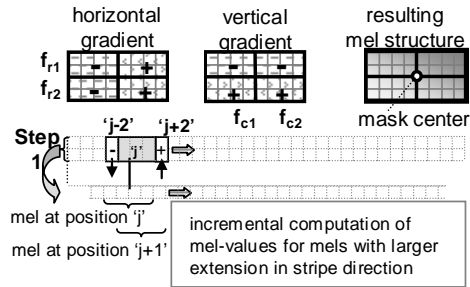 horizontal gradient
vertical gradient
resulting mel structure
f_r1
f_r2
- +
- +
- -
+ +
f_c1 f_c2
mask center
Step 1
'j-2' 'j+2'
- 'j' +
mel at position 'j'
mel at position 'j+1'
incremental computation of
mel-values for mels with larger
extension in stripe direction